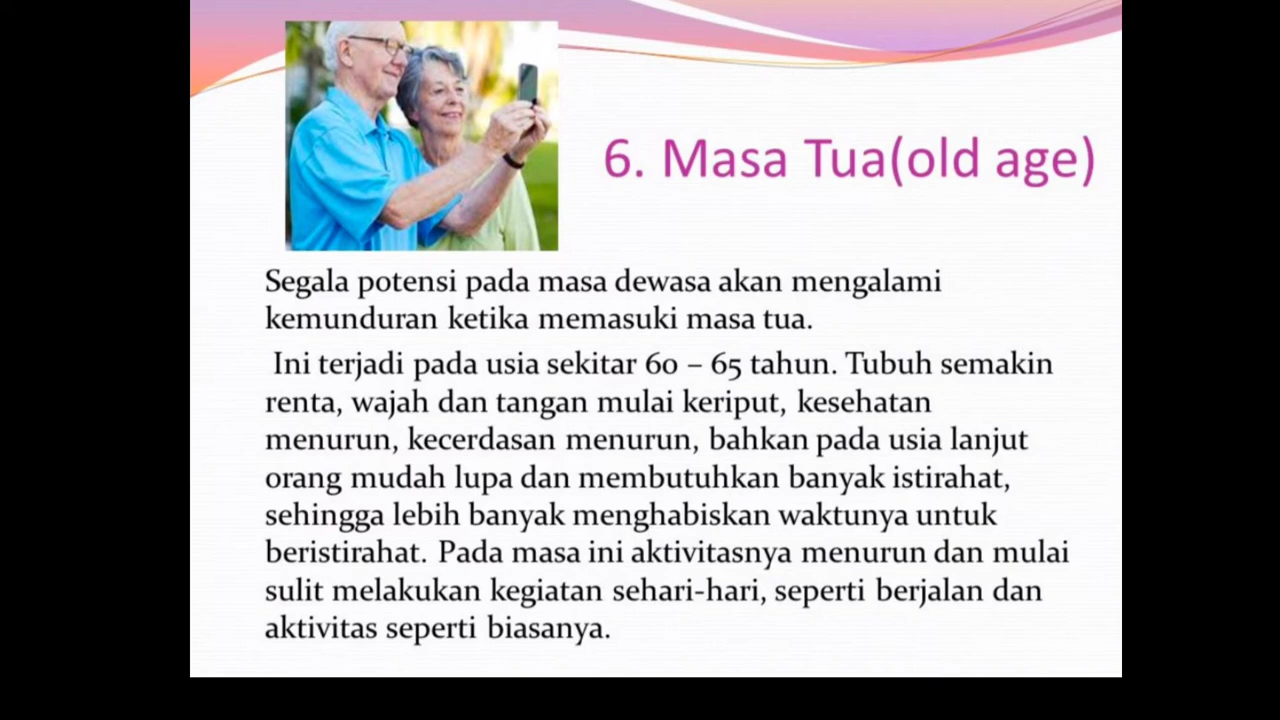 6. Masa Tua(old age)
Segala potensi pada masa dewasa akan mengalami
kemunduran ketika memasuki masa tua.
Ini terjadi pada usia sekitar 60 – 65 tahun. Tubuh semakin
renta, wajah dan tangan mulai keriput, kesehatan
menurun, kecerdasan menurun, bahkan pada usia lanjut
orang mudah lupa dan membutuhkan banyak istirahat,
sehingga lebih banyak menghabiskan waktunya untuk
beristirahat. Pada masa ini aktivitasnya menurun dan mulai
sulit melakukan kegiatan sehari-hari, seperti berjalan dan
aktivitas seperti biasanya.